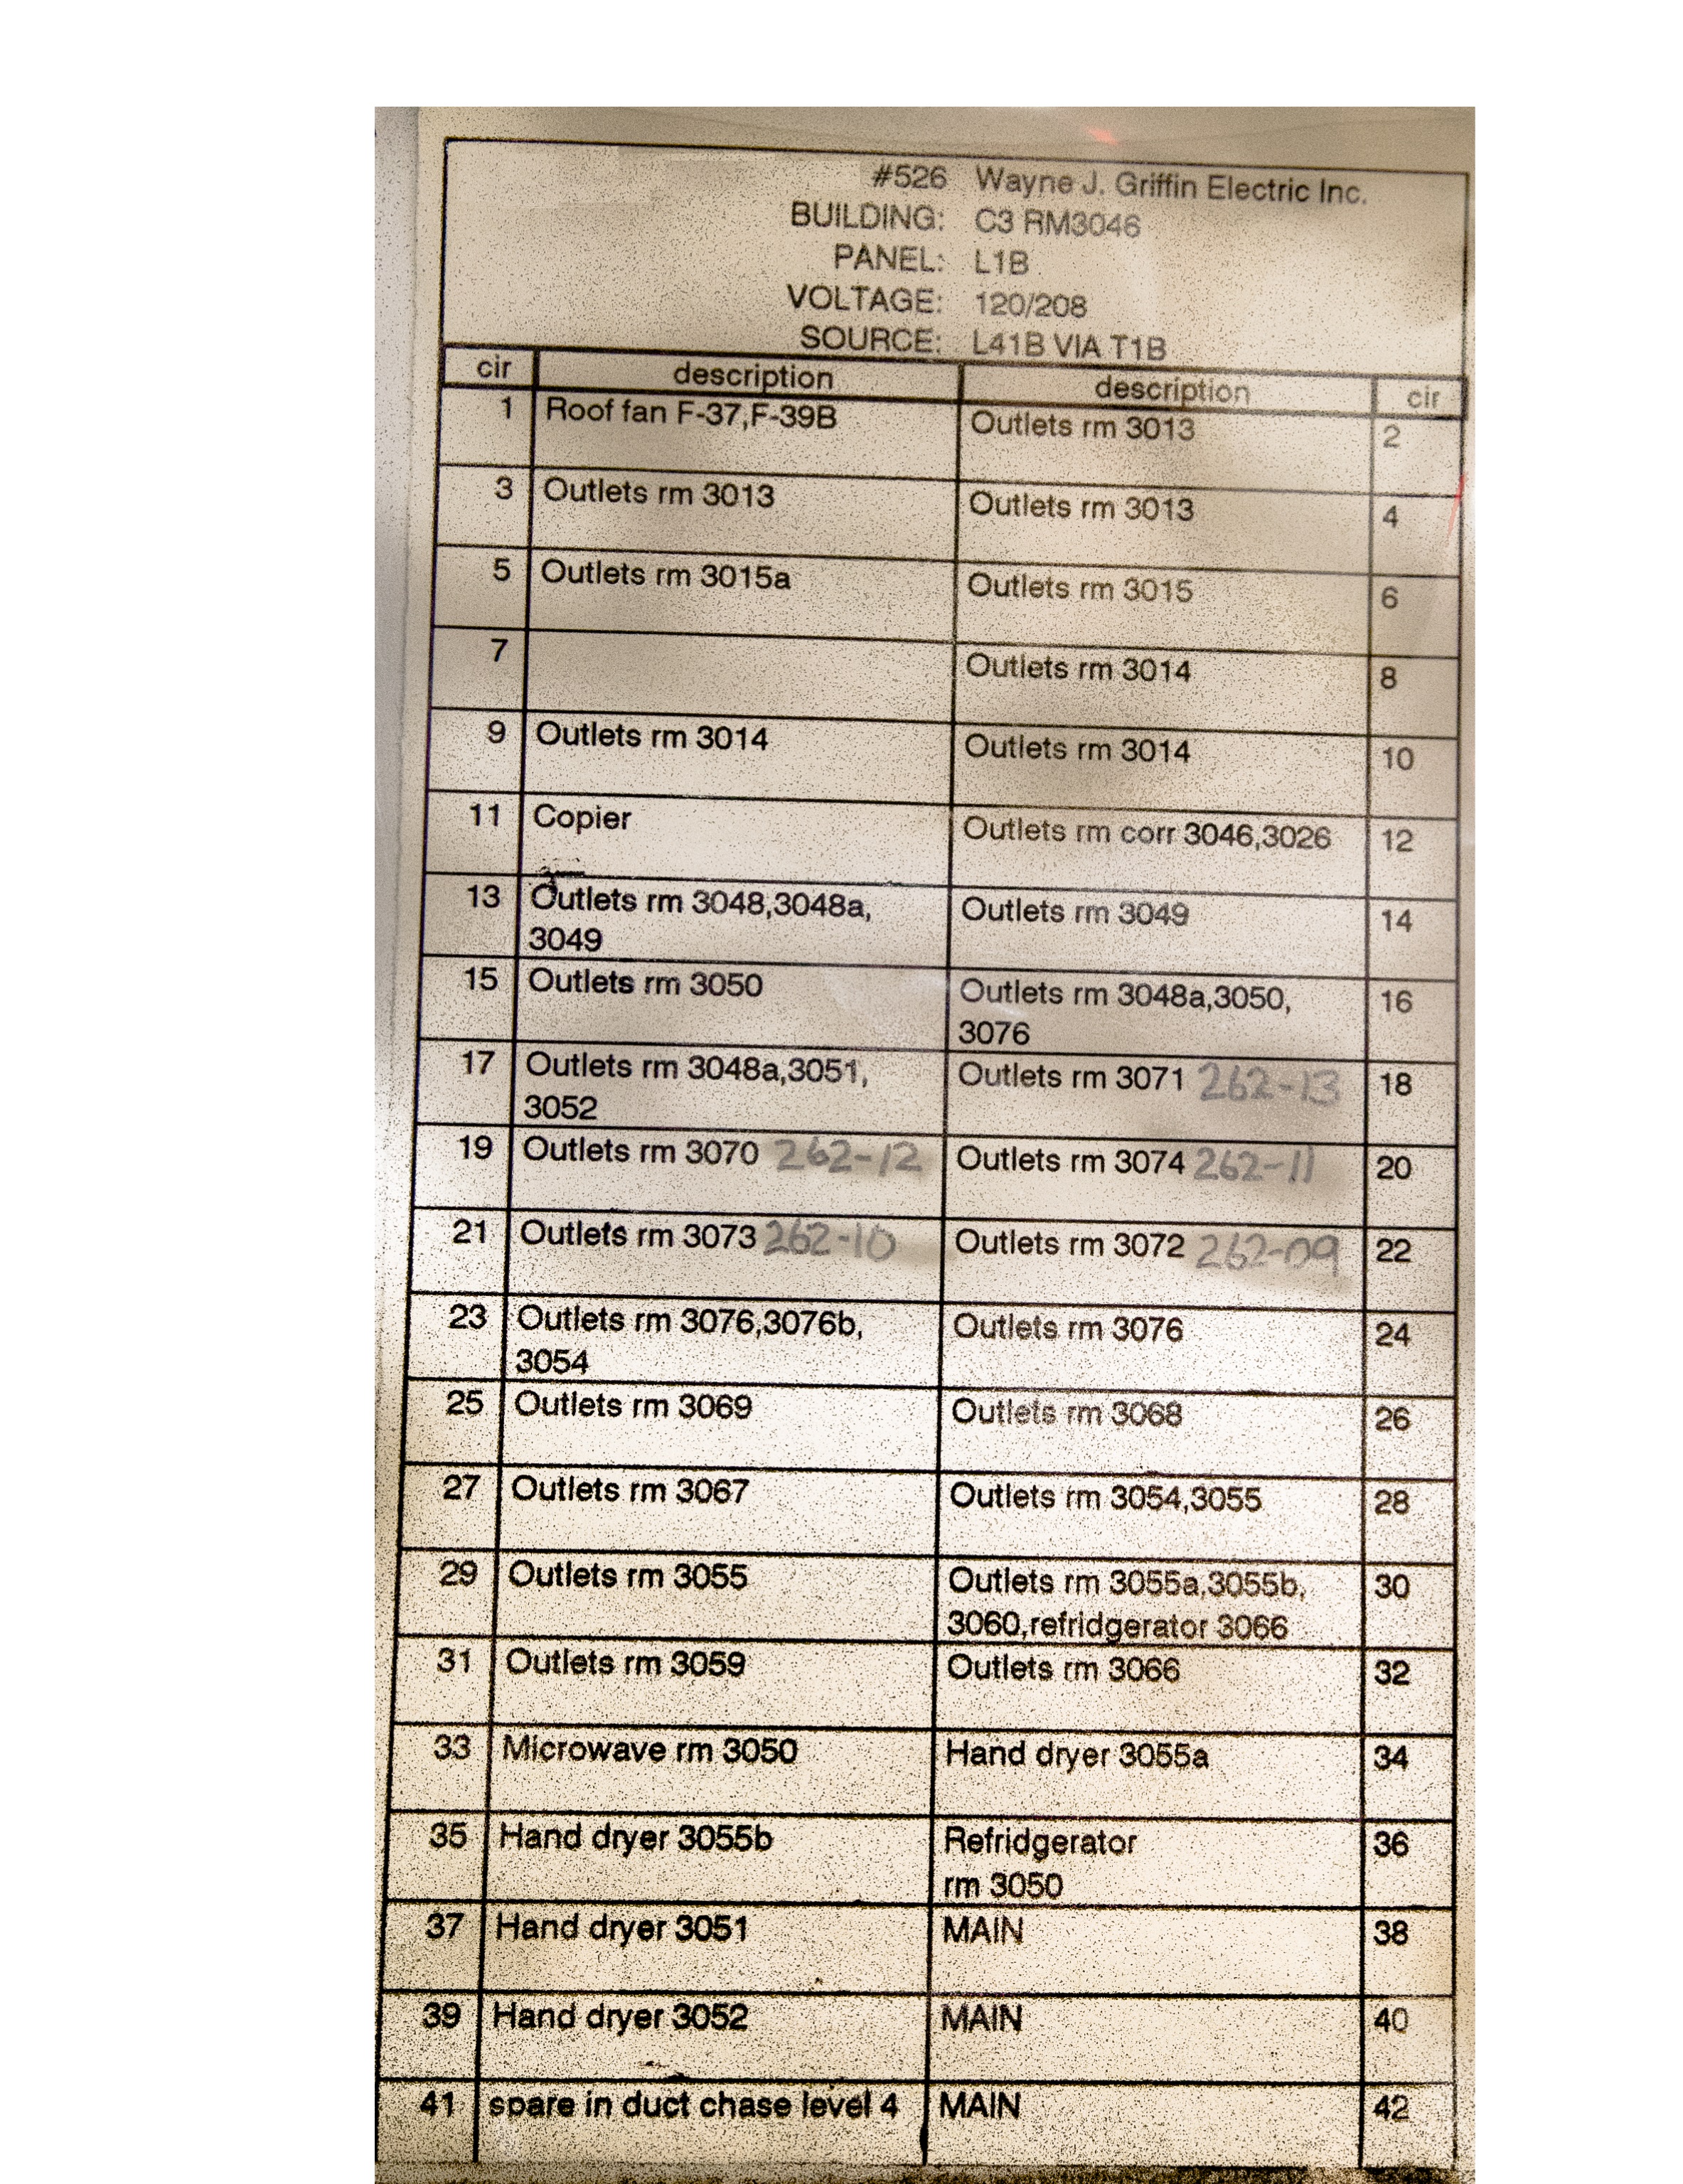 #526 Wayne J. Griffin Electric Inc.
BUILDING: C3 RM3046
PANEL: L1B
VOLTAGE: 120/208
SOURCE: L41B VIA T1B
cir description description cir
1 Roof fan F-37,F-39B Outlets rm 3013 2
3 Outlets rm 3013 Outlets rm 3013 4
5 Outlets rm 3015a Outlets rm 3015 6
7 Outlets rm 3014 8
9 Outlets rm 3014 Outlets rm 3014 10
11 Copier Outlets rm corr 3046,3026 12
13 Outlets rm 3048,3048a, Outlets rm 3049 14
3049
15 Outlets rm 3050 Outlets rm 3048a,3050, 16
3076
17 Outlets rm 3048a,3051, Outlets rm 3071 262-13 18
3052
19 Outlets rm 3070 262-12 Outlets rm 3074 262-11 20
21 Outlets rm 3073 262-10 Outlets rm 3072 262-09 22
23 Outlets rm 3076,3076b, Outlets rm 3076 24
3054
25 Outlets rm 3069 Outlets rm 3068 26
27 Outlets rm 3067 Outlets rm 3054,3055 28
29 Outlets rm 3055 Outlets rm 3055a,3055b, 30
3060,refridgerator 3066
31 Outlets rm 3059 Outlets rm 3066 32
33 Microwave rm 3050 Hand dryer 3055a 34
35 Hand dryer 3055b Refridgerator 36
rm 3050
37 Hand dryer 3051 MAIN 38
39 Hand dryer 3052 MAIN 40
41 spare in duct chase level 4 MAIN 42